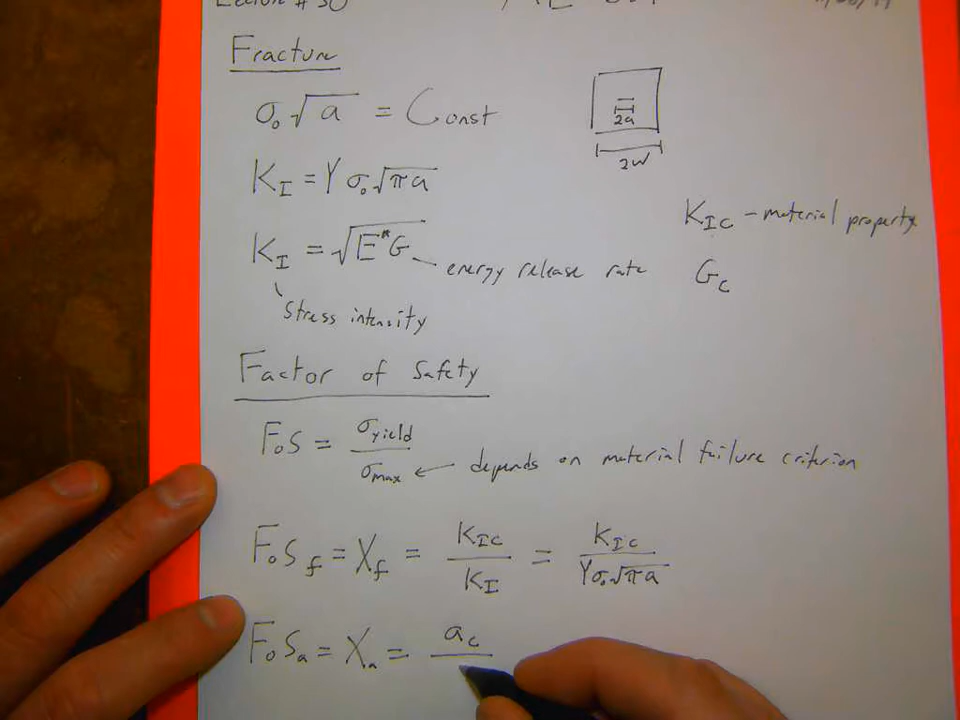 Fracture
σ₀√a = Const
2a
2W
K_I = Y σ₀√πa
K_Ic - material property
K_I = √E*G energy release rate G_c
Stress intensity
Factor of Safety
FoS = σ_yield / σ_max ← depends on material failure criterion
FoS_f = X_f = K_Ic / K_I = K_Ic / Yσ₀√πa
FoS_a = X_a = a_c